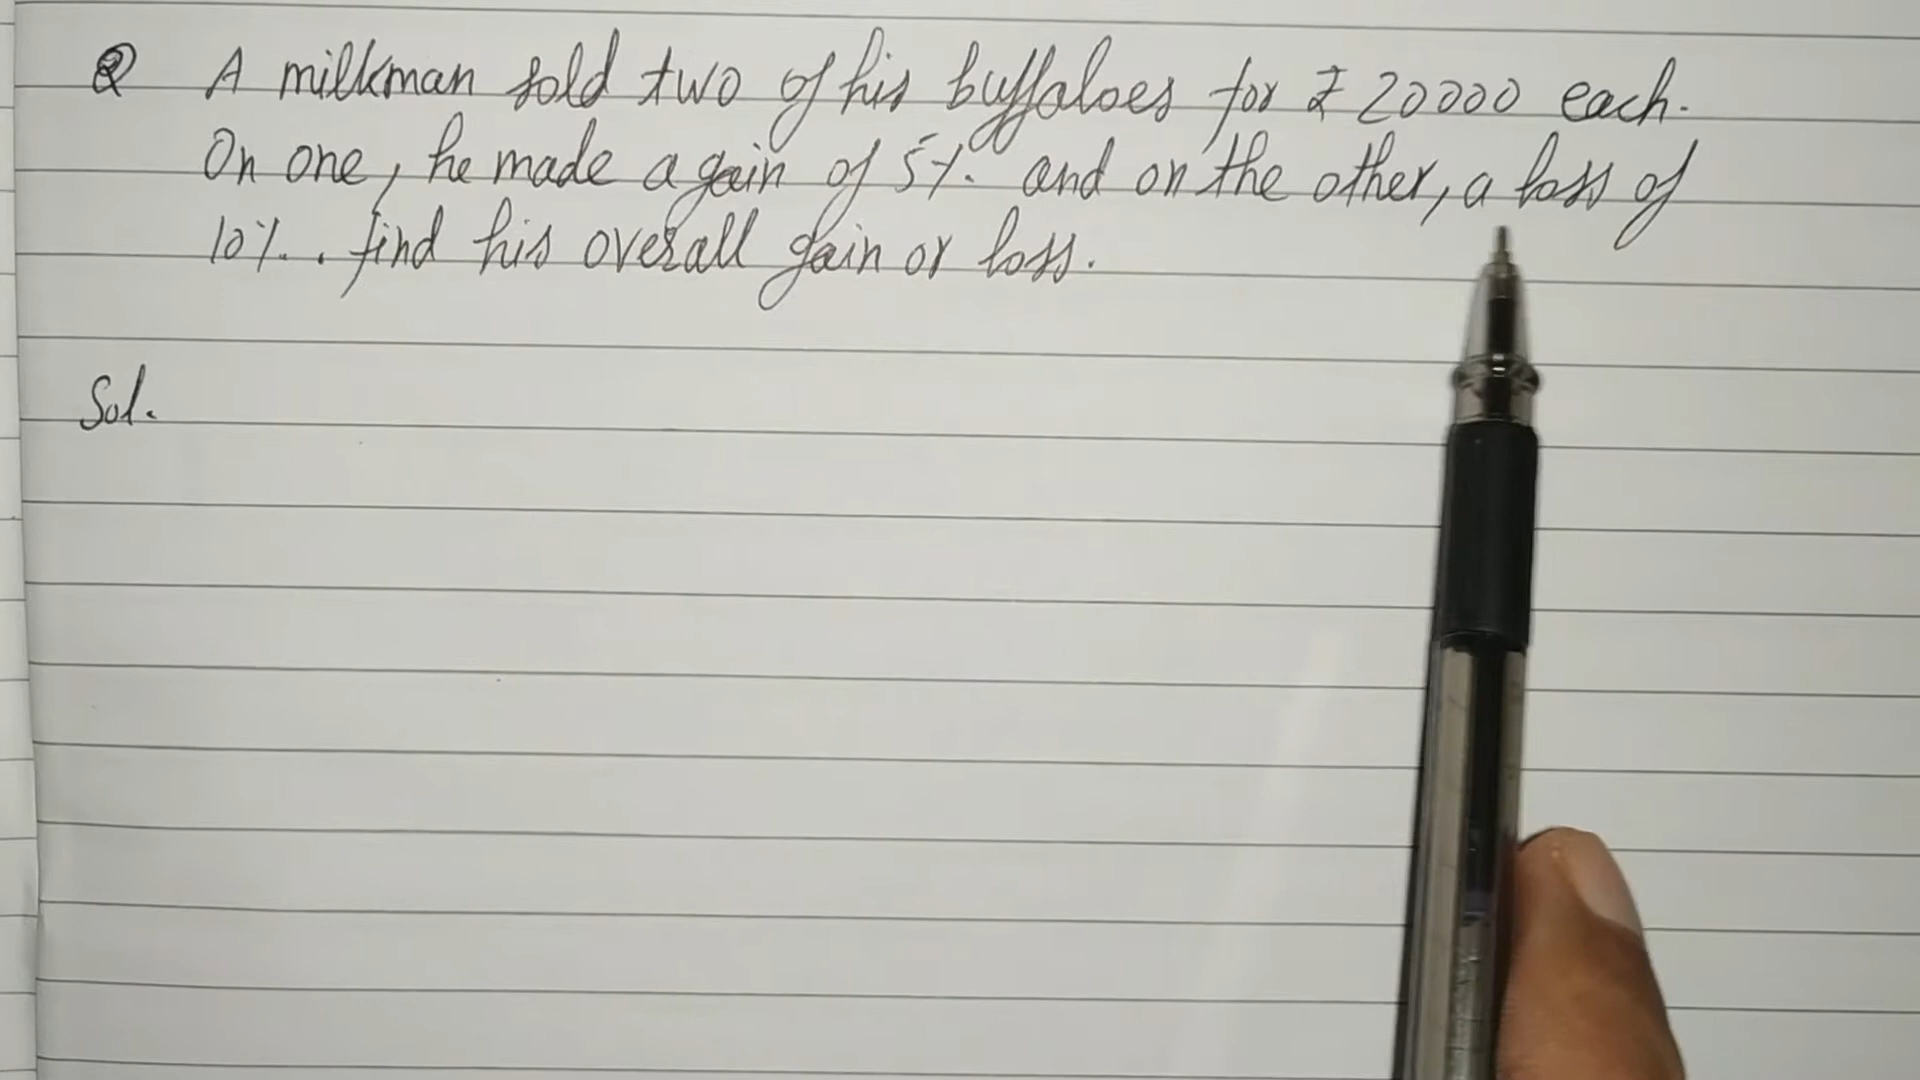 Q A milkman sold two of his buffaloes for ₹ 20000 each.
On one, he made a gain of 5%. and on the other, a loss of
10%. . find his overall gain or loss.
Sol.